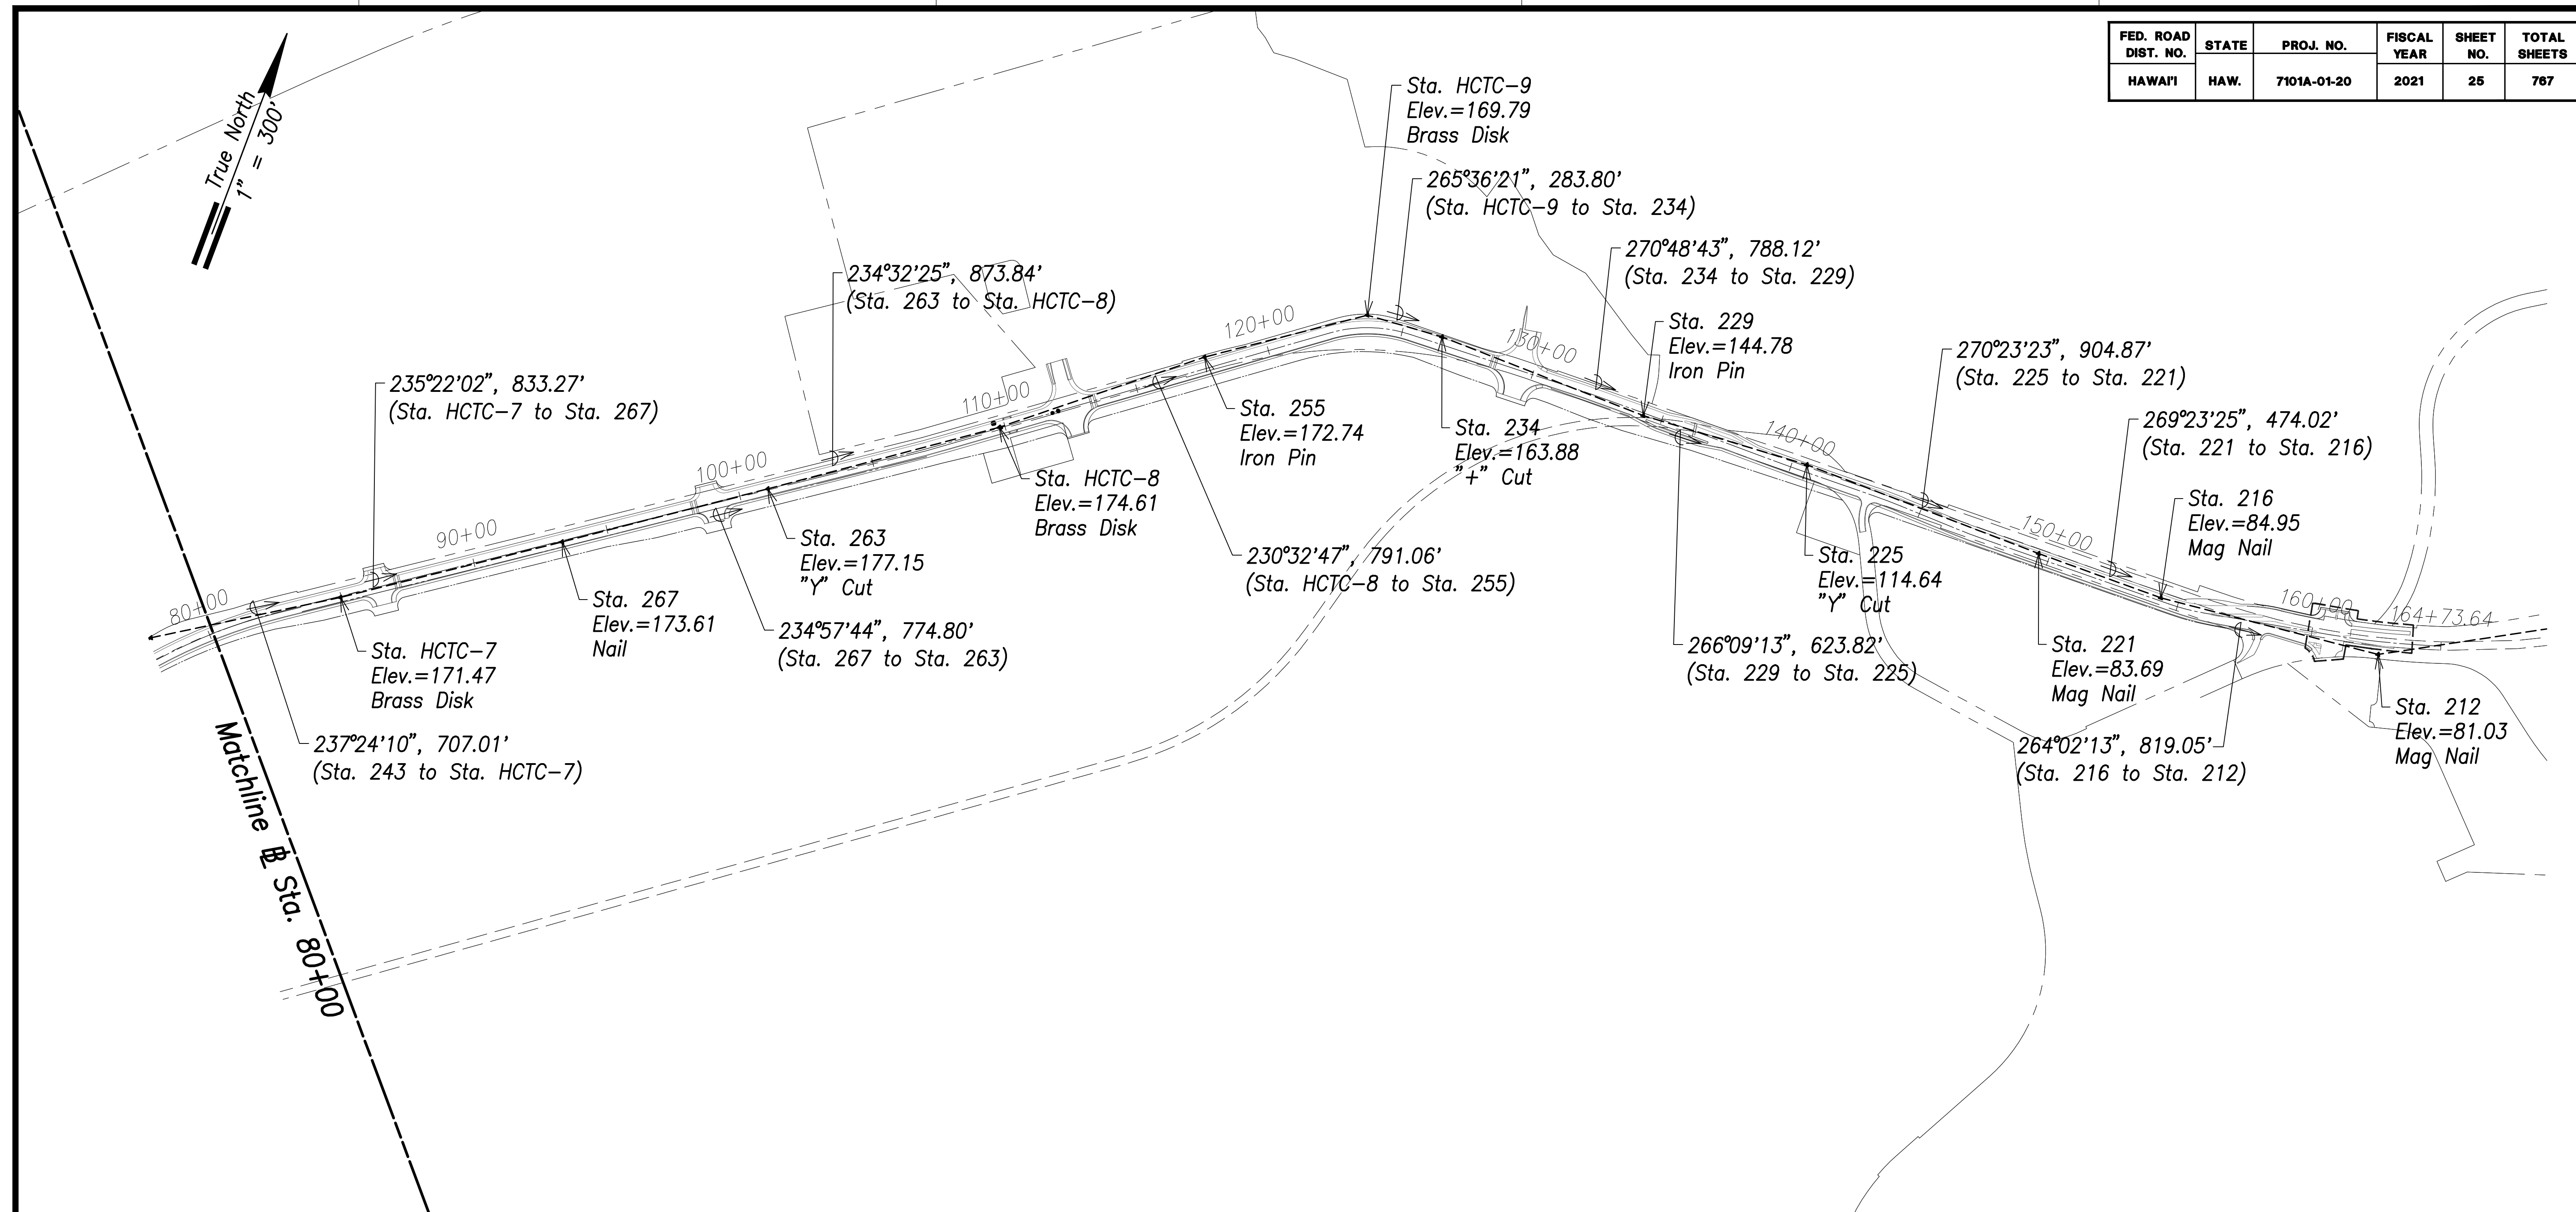 FED. ROAD DIST. NO.
STATE
PROJ. NO.
FISCAL YEAR
SHEET NO.
TOTAL SHEETS
HAWAI'I
HAW.
7101A-01-20
2021
25
767
True North
1" = 300'
Sta. HCTC-9
Elev.=169.79
Brass Disk
265°36'21", 283.80'
(Sta. HCTC-9 to Sta. 234)
270°48'43", 788.12'
(Sta. 234 to Sta. 229)
234°32'25", 873.84'
(Sta. 263 to Sta. HCTC-8)
Sta. 229
Elev.=144.78
Iron Pin
270°23'23", 904.87'
(Sta. 225 to Sta. 221)
235°22'02", 833.27'
(Sta. HCTC-7 to Sta. 267)
269°23'25", 474.02'
(Sta. 221 to Sta. 216)
Sta. 216
Elev.=84.95
Mag Nail
80+00
90+00
100+00
110+00
120+00
130+00
140+00
150+00
160+00
164+73.64
Sta. 255
Elev.=172.74
Iron Pin
Sta. 234
Elev.=163.88
"+" Cut
Sta. HCTC-8
Elev.=174.61
Brass Disk
Sta. 263
Elev.=177.15
"Y" Cut
230°32'47", 791.06'
(Sta. HCTC-8 to Sta. 255)
Sta. 225
Elev.=114.64
"Y" Cut
Sta. 267
Elev.=173.61
Nail
234°57'44", 774.80'
(Sta. 267 to Sta. 263)
266°09'13", 623.82'
(Sta. 229 to Sta. 225)
Sta. HCTC-7
Elev.=171.47
Brass Disk
Sta. 221
Elev.=83.69
Mag Nail
Sta. 212
Elev.=81.03
Mag Nail
237°24'10", 707.01'
(Sta. 243 to Sta. HCTC-7)
264°02'13", 819.05'
(Sta. 216 to Sta. 212)
Matchline BL Sta. 80+00